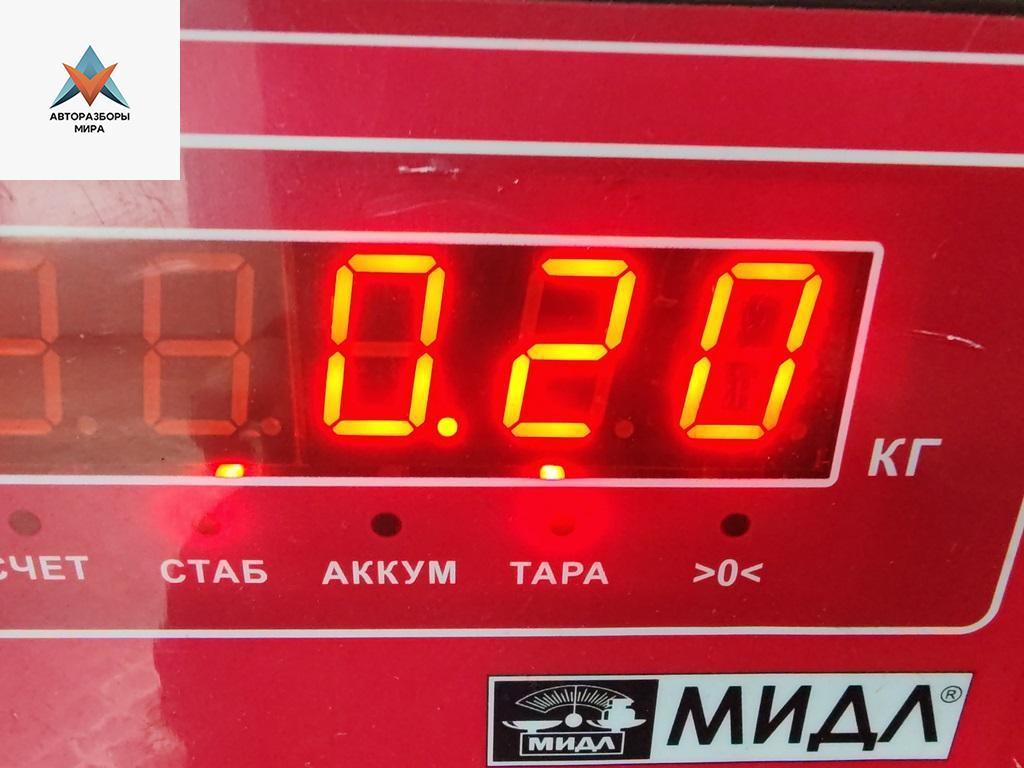 АВТОРАЗБОРЫ
МИРА
0.20
КГ
СЧЕТ СТАБ АККУМ ТАРА >0<
МИДЛ МИДЛ®